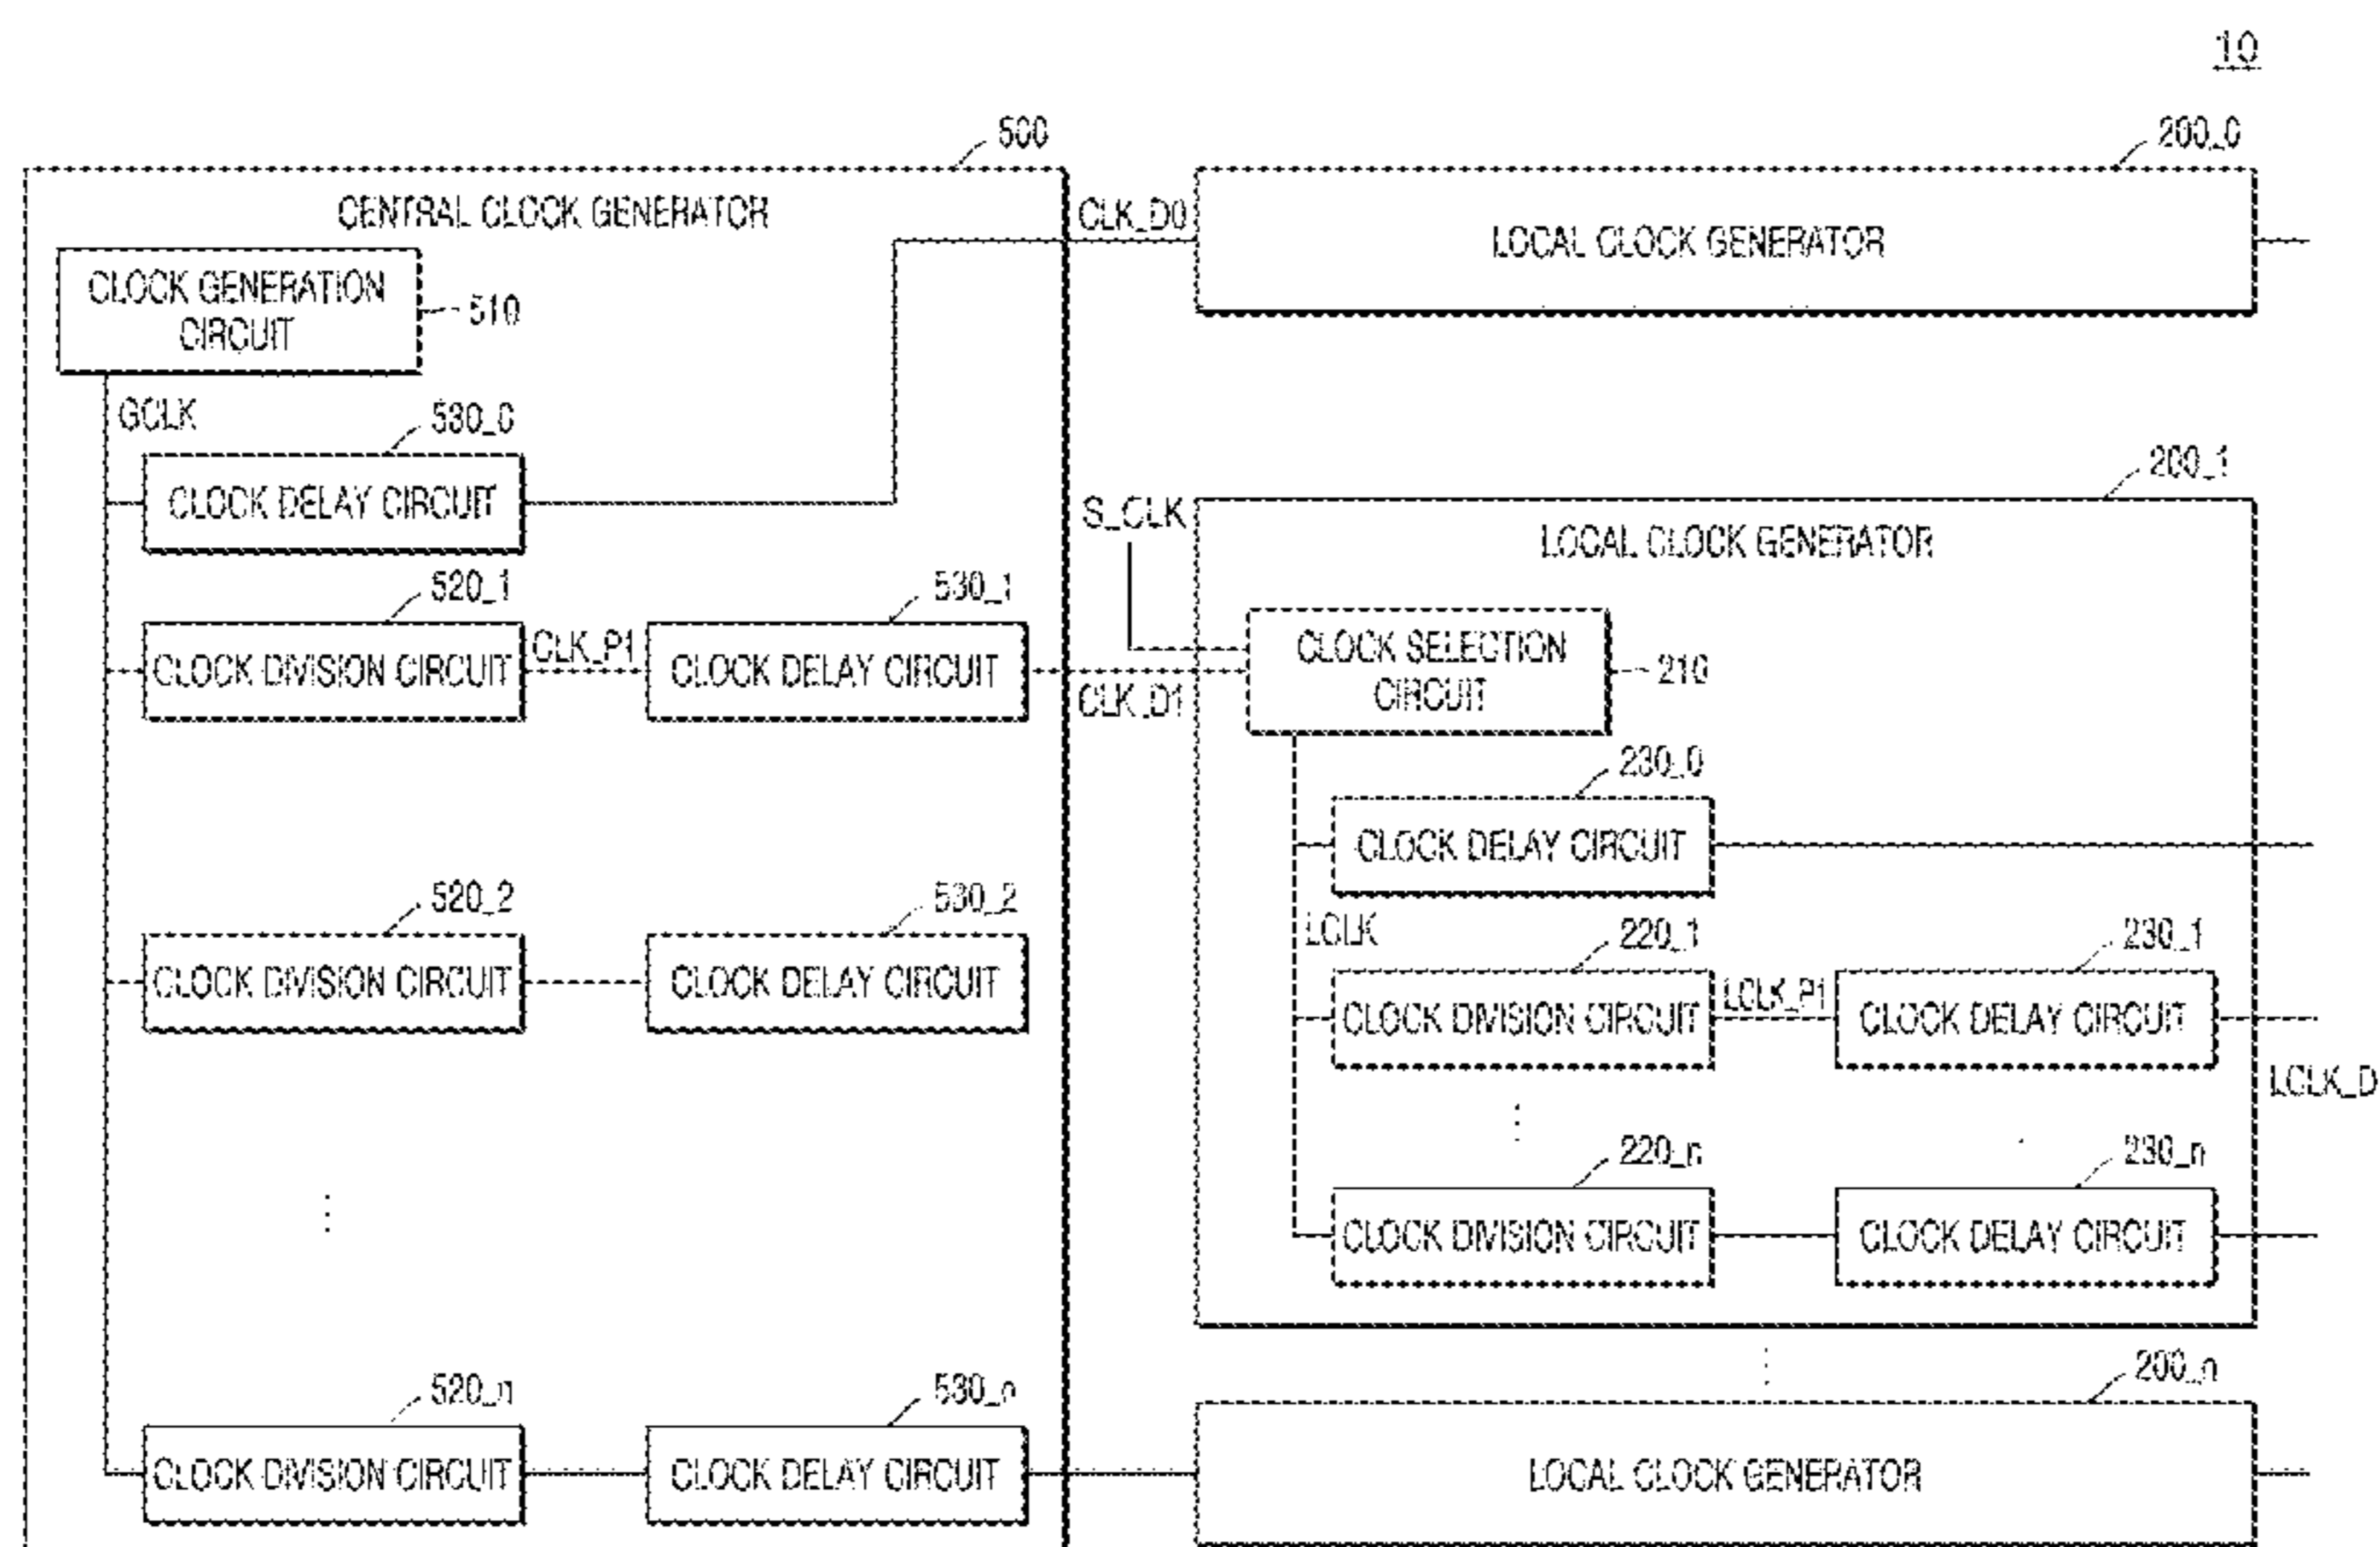 10
500
200_0
CENTRAL CLOCK GENERATOR
CLK_D0
LOCAL CLOCK GENERATOR
CLOCK GENERATION
CIRCUIT
510
GCLK
530_0
CLOCK DELAY CIRCUIT
200_1
S_CLK
LOCAL CLOCK GENERATOR
520_1
530_1
CLOCK DIVISION CIRCUIT
CLK_P1
CLOCK DELAY CIRCUIT
CLK_D1
CLOCK SELECTION
CIRCUIT
210
230_0
CLOCK DELAY CIRCUIT
520_2
530_2
CLOCK DIVISION CIRCUIT
CLOCK DELAY CIRCUIT
LCLK
220_1
230_1
CLOCK DIVISION CIRCUIT
LCLK_P1
CLOCK DELAY CIRCUIT
LCLK_D
220_n
230_n
CLOCK DIVISION CIRCUIT
CLOCK DELAY CIRCUIT
520_n
530_n
200_n
CLOCK DIVISION CIRCUIT
CLOCK DELAY CIRCUIT
LOCAL CLOCK GENERATOR